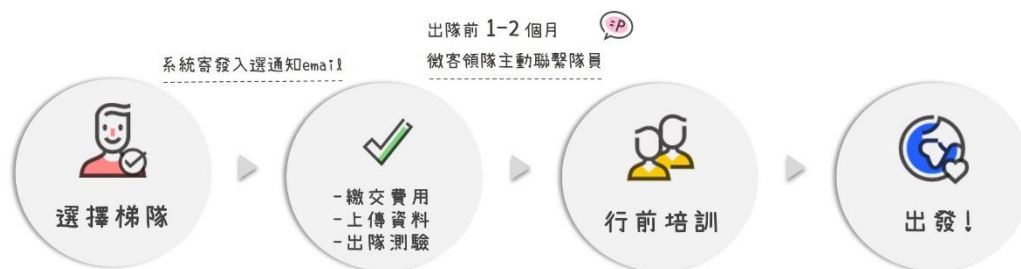 出隊前 1-2 個月
:P
微客領隊主動聯繫隊員
系統寄發入選通知email
選擇梯隊
-繳交費用
-上傳資料
-出隊測驗
行前培訓
出發!